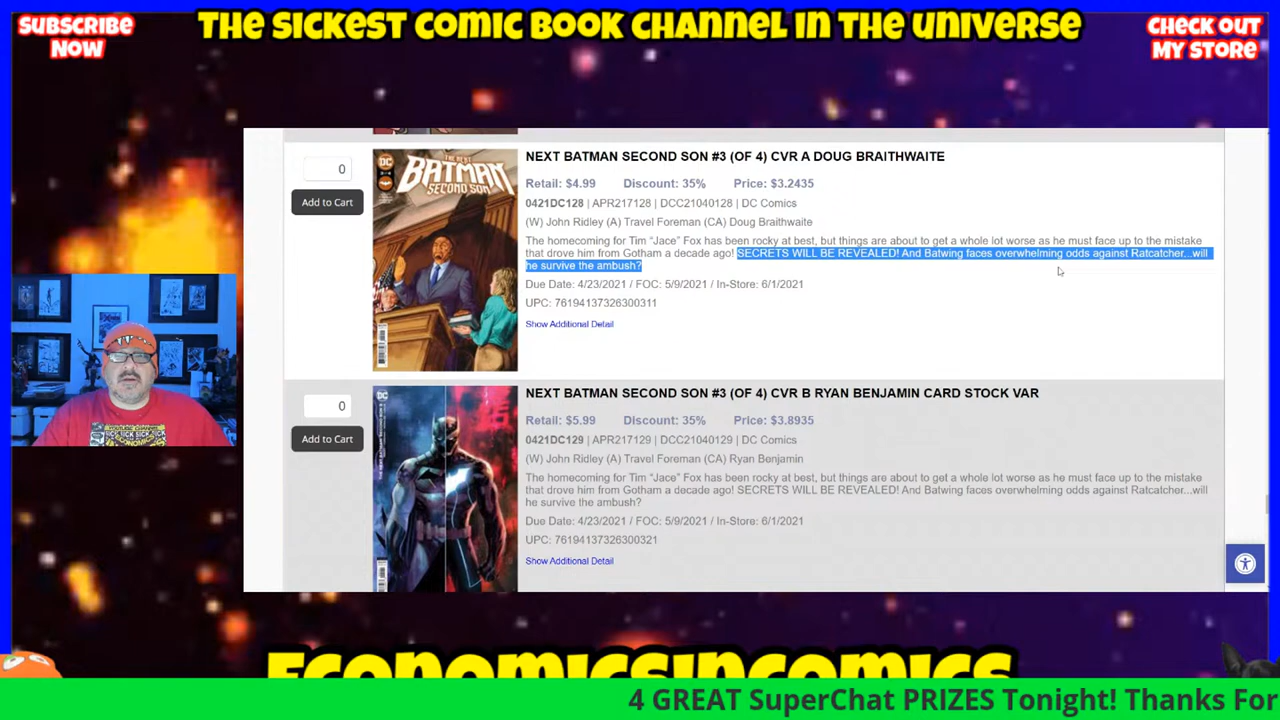 SUBSCRIBE
NOW
THE SICKEST COMIC BOOK CHANNEL IN THE UNIVERSE
CHECK OUT
MY STORE
0
Add to Cart
DC
THE NEXT
BATMAN
SECOND SON
NEXT BATMAN SECOND SON #3 (OF 4) CVR A DOUG BRAITHWAITE
Retail: $4.99 Discount: 35% Price: $3.2435
0421DC128 | APR217128 | DCC21040128 | DC Comics
(W) John Ridley (A) Travel Foreman (CA) Doug Braithwaite
The homecoming for Tim “Jace” Fox has been rocky at best, but things are about to get a whole lot worse as he must face up to the mistake
that drove him from Gotham a decade ago! SECRETS WILL BE REVEALED! And Batwing faces overwhelming odds against Ratcatcher...will
he survive the ambush?
Due Date: 4/23/2021 / FOC: 5/9/2021 / In-Store: 6/1/2021
UPC: 76194137326300311
Show Additional Detail
0
Add to Cart
DC
NEXT BATMAN SECOND SON #3 (OF 4) CVR B RYAN BENJAMIN CARD STOCK VAR
Retail: $5.99 Discount: 35% Price: $3.8935
0421DC129 | APR217129 | DCC21040129 | DC Comics
(W) John Ridley (A) Travel Foreman (CA) Ryan Benjamin
The homecoming for Tim “Jace” Fox has been rocky at best, but things are about to get a whole lot worse as he must face up to the mistake
that drove him from Gotham a decade ago! SECRETS WILL BE REVEALED! And Batwing faces overwhelming odds against Ratcatcher...will
he survive the ambush?
Due Date: 4/23/2021 / FOC: 5/9/2021 / In-Store: 6/1/2021
UPC: 76194137326300321
Show Additional Detail
ECONOMICSINCOMICS
4 GREAT SuperChat PRIZES Tonight! Thanks For